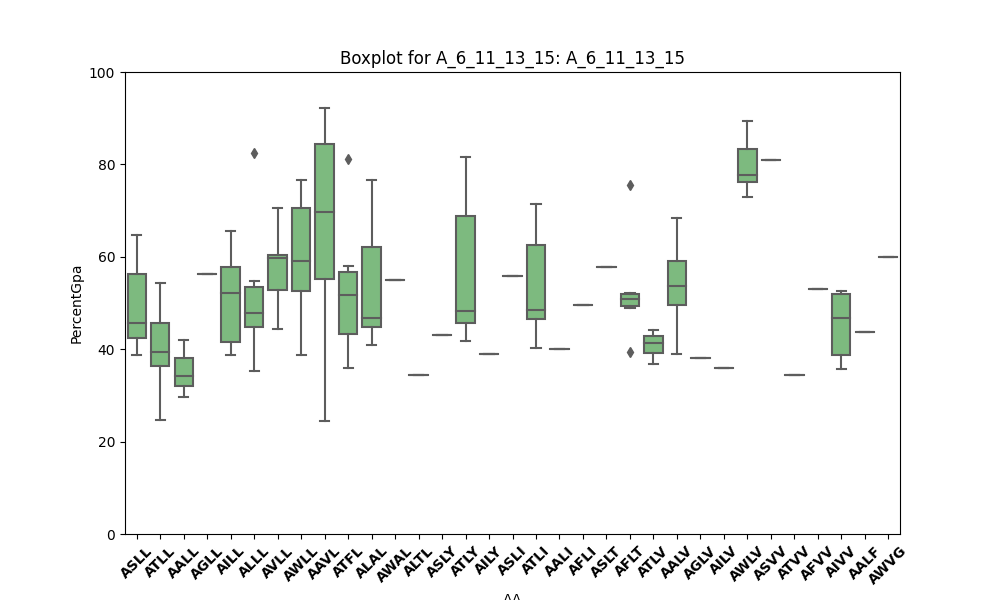 Boxplot for A_6_11_13_15: A_6_11_13_15
PercentGpa
100
80
60
40
20
0
ASLL
ATLL
AALL
AGLL
AILL
ALLL
AVLL
AWLL
AAVL
ATFL
ALAL
AWAL
ALTL
ASLY
ATLY
AILY
ASLI
ATLI
AALI
AFLI
ASLT
AFLT
ATLV
AALV
AGLV
AILV
AWLV
ASVV
ATVV
AFVV
AIVV
AALF
AWVG
AA